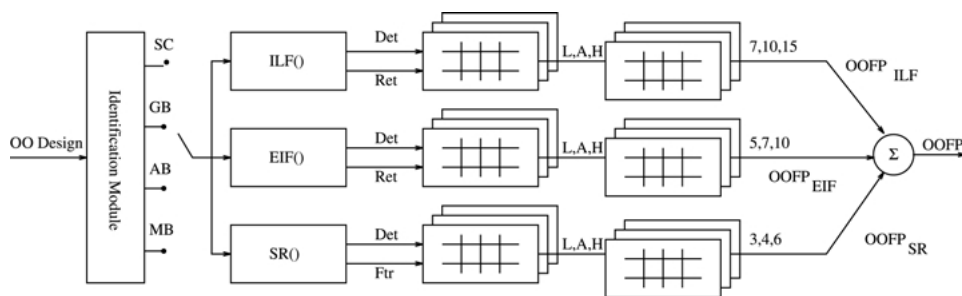 OO Design
Identification Module
SC
GB
AB
MB
ILF()
Det
Ret
L,A,H
7,10,15
OOFP ILF
EIF()
Det
Ret
L,A,H
5,7,10
OOFP EIF
SR()
Det
Ftr
L,A,H
3,4,6
OOFP SR
Σ
OOFP